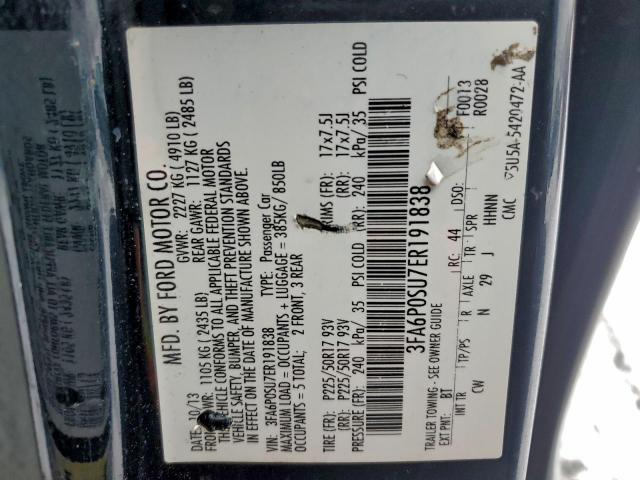 MFD. BY FORD MOTOR CO.
DATE: 10/13 GVWR: 2227 KG ( 4910 LB)
FRONT GAWR: 1105 KG ( 2435 LB) REAR GAWR: 1127 KG ( 2485 LB)
THIS VEHICLE CONFORMS TO ALL APPLICABLE FEDERAL MOTOR
VEHICLE SAFETY, BUMPER, AND THEFT PREVENTION STANDARDS
IN EFFECT ON THE DATE OF MANUFACTURE SHOWN ABOVE.
VIN: 3FA6P0SU7ER191838 TYPE: Passenger Car
MAXIMUM LOAD = OCCUPANTS + LUGGAGE = 385KG/ 850LB
OCCUPANTS = 5 TOTAL; 2 FRONT, 3 REAR
TIRE (FR): P225/50R17 93V RIMS (FR): 17x7.5J
(RR): P225/50R17 93V (RR): 17x7.5J
PRESSURE (FR): 240 kPa/ 35 PSI COLD (RR): 240 kPa/ 35 PSI COLD
3FA6P0SU7ER191838
TRAILER TOWING - SEE OWNER GUIDE
F0013
EXT PNT: BT RC: 44 DSO: R0028
INT TR TP/PS R AXLE TR SPR
CW N 29 J HHNN
CMC 5U5A-5420472-AA